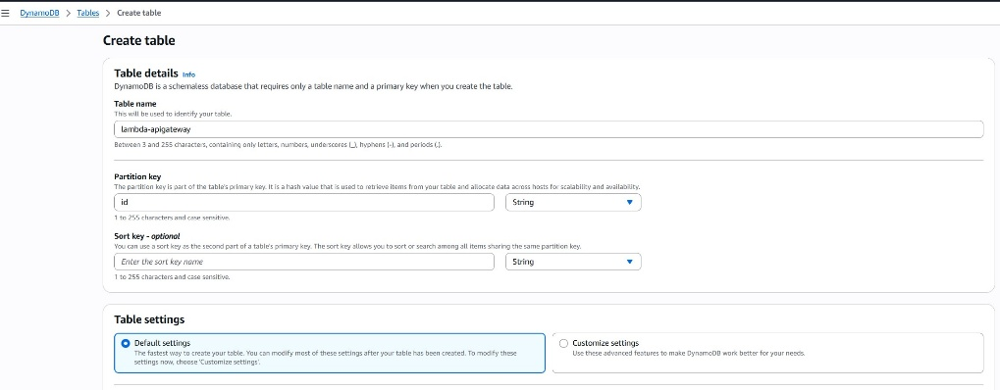 DynamoDB > Tables > Create table
Create table
Table details Info
DynamoDB is a schemaless database that requires only a table name and a primary key when you create the table.
Table name
This will be used to identify your table.
lambda-apigateway
Between 3 and 255 characters, containing only letters, numbers, underscores (_), hyphens (-), and periods (.).
Partition key
The partition key is part of the table's primary key. It is a hash value that is used to retrieve items from your table and allocate data across hosts for scalability and availability.
id String
1 to 255 characters and case sensitive.
Sort key - optional
You can use a sort key as the second part of a table's primary key. The sort key allows you to sort or search among all items sharing the same partition key.
Enter the sort key name String
1 to 255 characters and case sensitive.
Table settings
Default settings
The fastest way to create your table. You can modify most of these settings after your table has been created. To modify these
settings now, choose 'Customize settings'.
Customize settings
Use these advanced features to make DynamoDB work better for your needs.